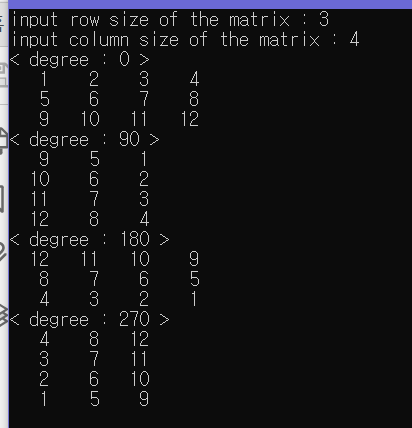 input row size of the matrix : 3
input column size of the matrix : 4
< degree : 0 >
1 2 3 4
5 6 7 8
9 10 11 12
< degree : 90 >
9 5 1
10 6 2
11 7 3
12 8 4
< degree : 180 >
12 11 10 9
8 7 6 5
4 3 2 1
< degree : 270 >
4 8 12
3 7 11
2 6 10
1 5 9